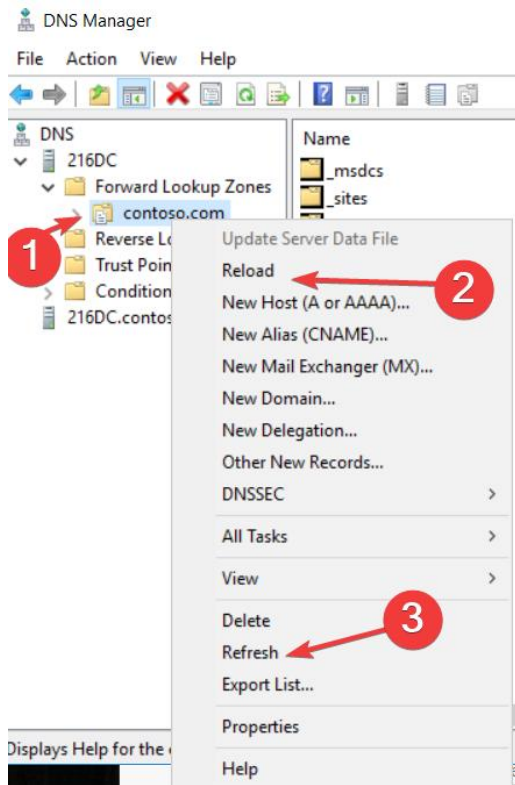 DNS Manager
File Action View Help
DNS
216DC
Forward Lookup Zones
contoso.com
Reverse Lo
Trust Poin
Condition
216DC.contos
Name
_msdcs
_sites
1
Update Server Data File
Reload
2
New Host (A or AAAA)...
New Alias (CNAME)...
New Mail Exchanger (MX)...
New Domain...
New Delegation...
Other New Records...
DNSSEC
All Tasks
View
Delete
3
Refresh
Export List...
Properties
Help
Displays Help for the